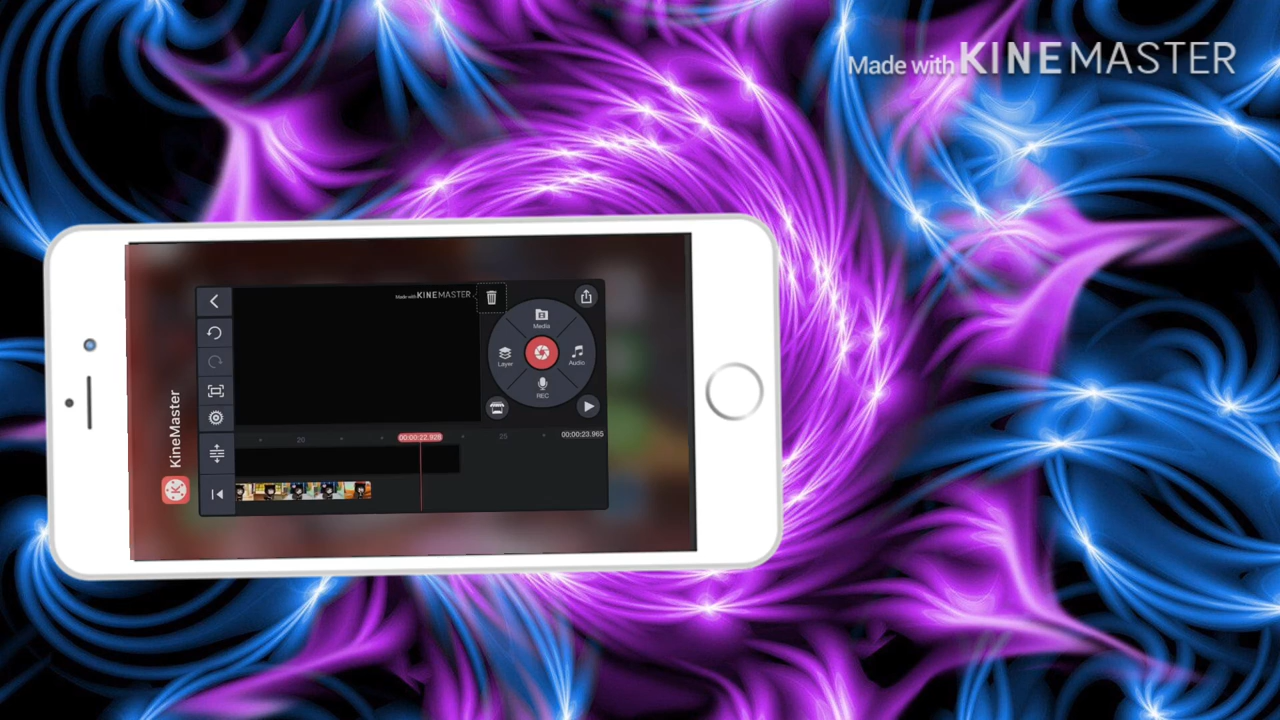 Made with KINEMASTER
Made with KINEMASTER
Media
Layer
Audio
REC
20
00:00:22.928
25
00:00:23.965
KineMaster